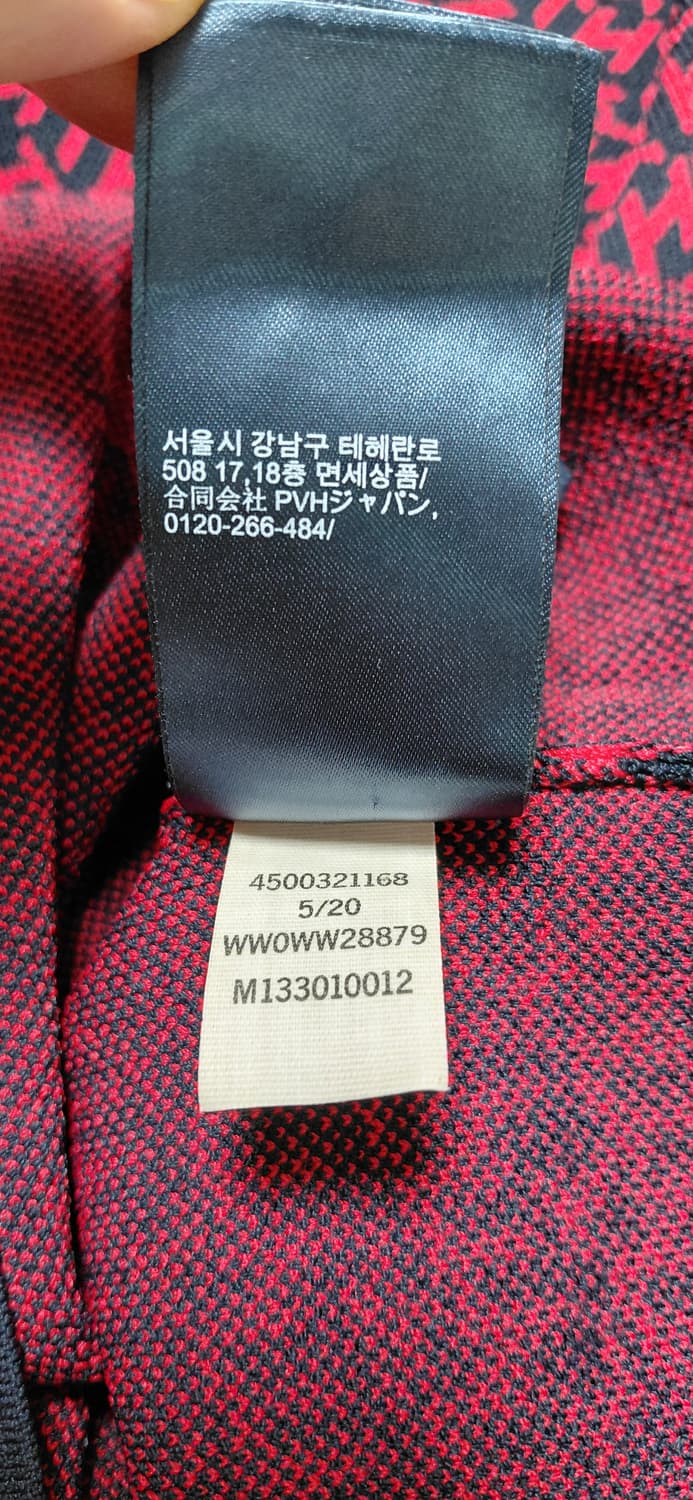 서울시 강남구 테헤란로
508 17,18층 면세상품/
合同会社 PVHジャパン,
0120-266-484/
4500321168
5/20
WW0WW28879
M133010012